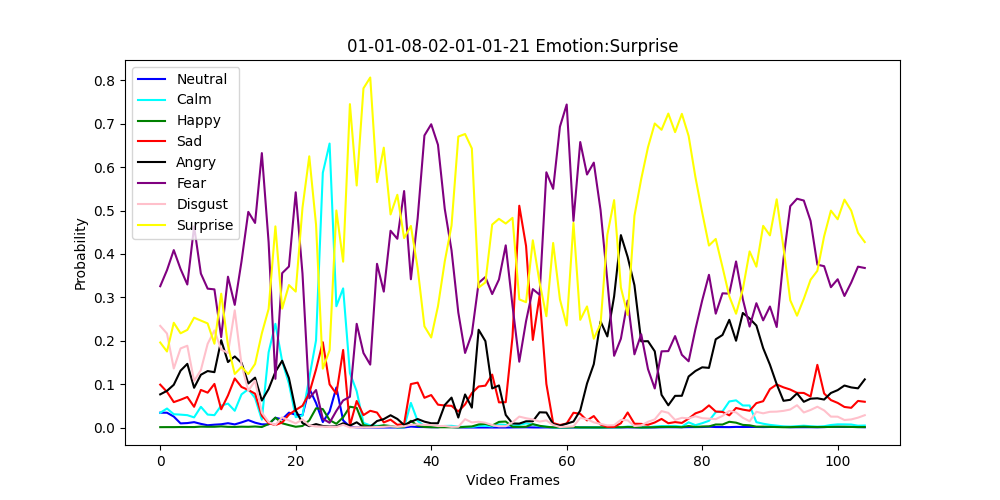 01-01-08-02-01-01-21 Emotion:Surprise
Neutral
Calm
Happy
Sad
Angry
Fear
Disgust
Surprise
Probability
0.8
0.7
0.6
0.5
0.4
0.3
0.2
0.1
0.0
0 20 40 60 80 100
Video Frames